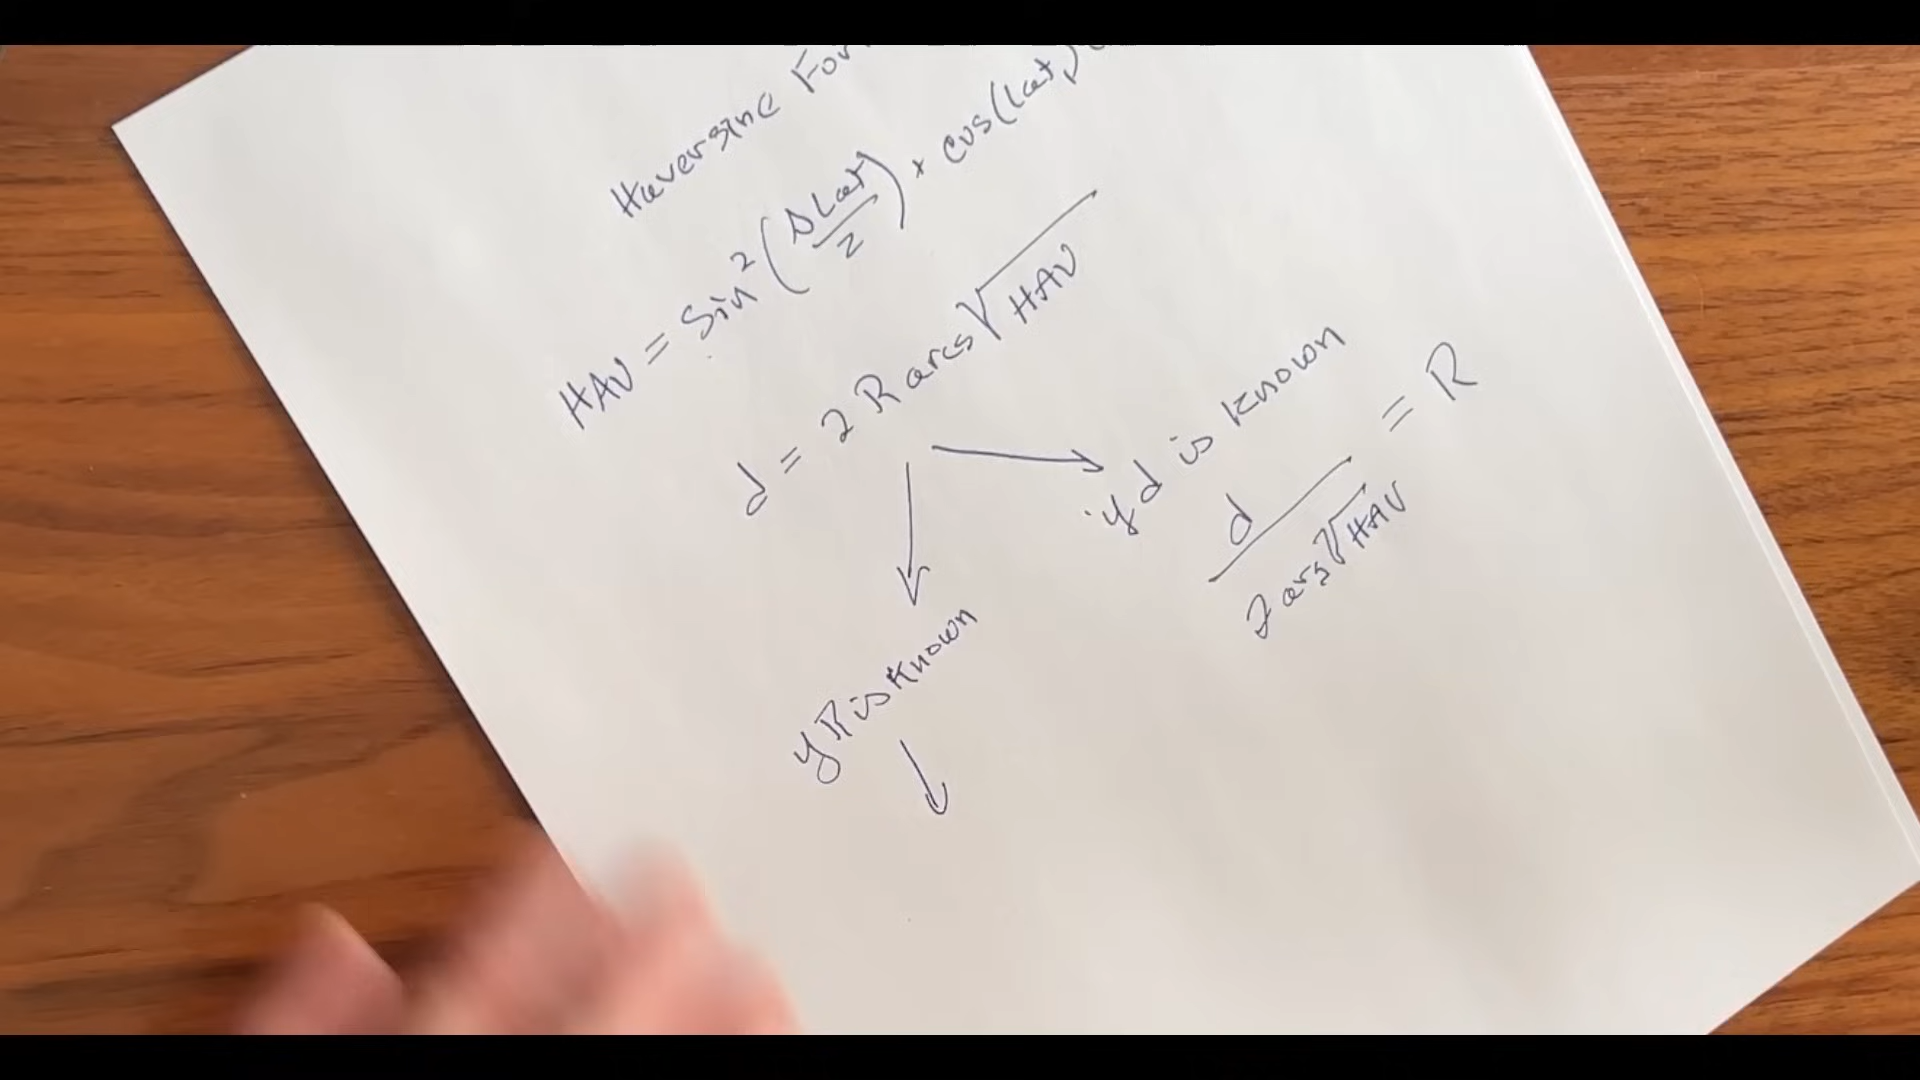 Haversine For
HAV = Sin² (ΔLat/2) + cos(Lat,)
d = 2 R arcs √HAV
if d is known
d / 2 arcs √HAV = R
if R is known